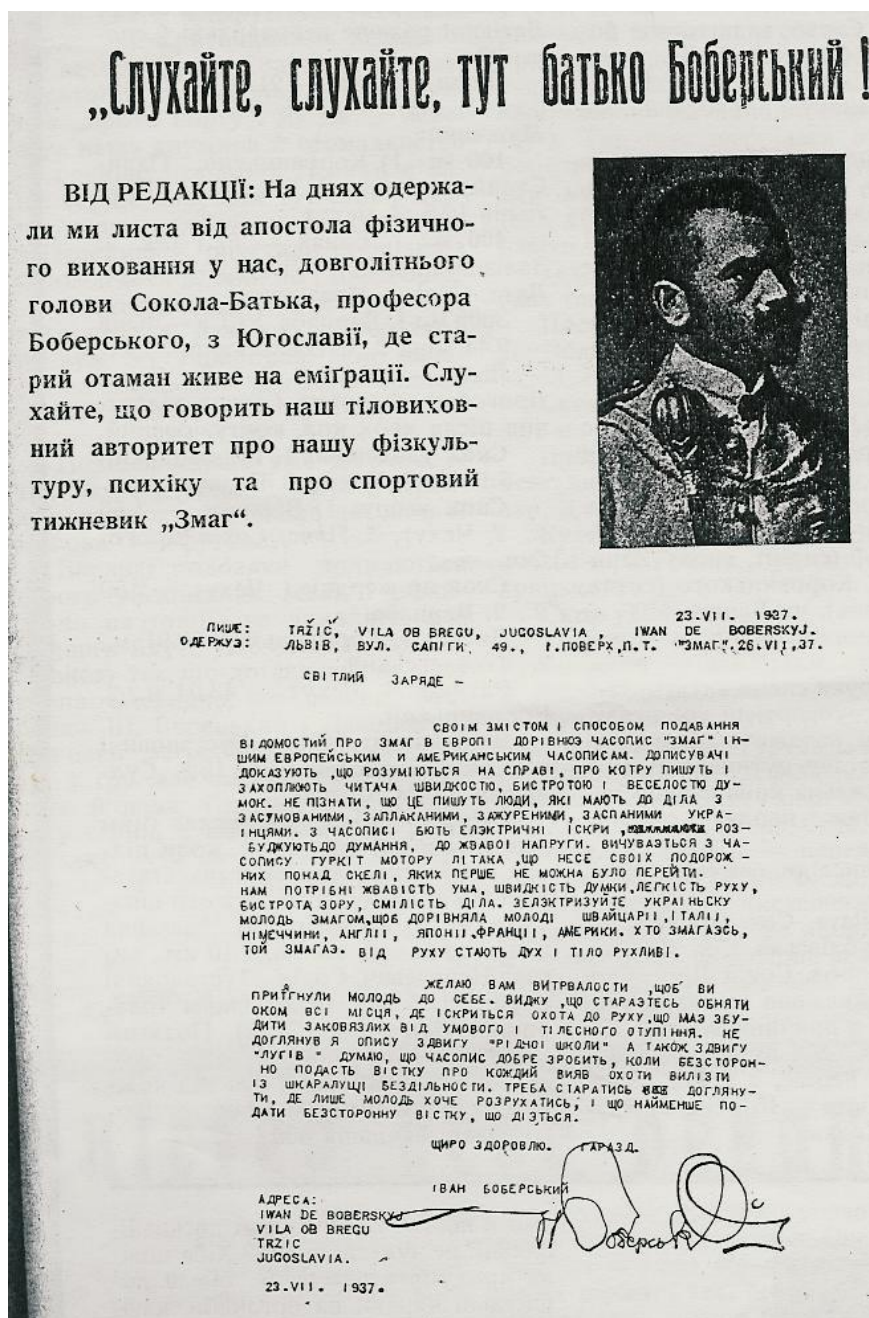 „Слухайте, слухайте, тут батько Боберський !
ВІД РЕДАКЦІЇ: На днях одержа-
ли ми листа від апостола фізично-
го виховання у нас, довголітнього
голови Сокола-Батька, професора
Боберського, з Югославії, де ста-
рий отаман живе на еміґрації. Слу-
хайте, що говорить наш тіловихов-
ний авторитет про нашу фізкуль-
туру, психіку та про спортовий
тижневик „Змаг“.
23.VII. 1937.
ПИШЕ: TRŽIČ, VILA OB BREGU, JUGOSLAVIA , IWAN DE BOBERSKYJ.
ОДЕРЖУЭ: ЛЬВІВ, ВУЛ. САПІГИ 49., І.ПОВЕРХ,П.Т. "ЗМАГ".26.VII,37.
СВІТЛИЙ ЗАРЯДЕ –
СВОІМ ЗМІСТОМ І СПОСОБОМ ПОДАВАННЯ
ВІДОМОСТИЙ ПРО ЗМАГ В ЕВРОПІ ДОРІВНЮЭ ЧАСОПИС "ЗМАГ" ІН-
ШИМ ЕВРОПЕЙСЬКИМ И АМЕРИКАНСЬКИМ ЧАСОПИСАМ. ДОПИСУВАЧІ
ДОКАЗУЮТЬ ,ЩО РОЗУМІЮТЬСЯ НА СПРАВІ, ПРО КОТРУ ПИШУТЬ І
ЗАХОПЛЮЮТЬ ЧИТАЧА ШВИДКОСТЮ, БИСТРОТОЮ І ВЕСЕЛОСТЮ ДУ-
МОК. НЕ ПІЗНАТИ, ЩО ЦЕ ПИШУТЬ ЛЮДИ, ЯКІ МАЮТЬ ДО ДІЛА З
ЗАСУМОВАНИМИ, ЗАПЛАКАНИМИ, ЗАЖУРЕНИМИ, ЗАСПАНИМИ УКРА-
ІНЦЯМИ. З ЧАСОПИСІ БЮТЬ ЕЛЭКТРИЧНІ ІСКРИ , РОЗ-
БУДЖУЮТЬДО ДУМАННЯ, ДО ЖВАВОІ НАПРУГИ. ВИЧУВАЭТЬСЯ З ЧА-
СОПИСУ ГУРКІТ МОТОРУ ЛІТАКА ,ЩО НЕСЕ СВОІХ ПОДОРОЖ -
НИХ ПОНАД СКЕЛІ , ЯКИХ ПЕРШЕ НЕ МОЖНА БУЛО ПЕРЕЙТИ.
НАМ ПОТРІБНІ ЖВАВІСТЬ УМА, ШВИДКІСТЬ ДУМКИ,ЛЕГКІСТЬ РУХУ,
БИСТРОТА ЗОРУ, СМІЛІСТЬ ДІЛА. ЗЕЛЭКТРИЗУЙТЕ УКРАІНЬСКУ
МОЛОДЬ ЗМАГОМ,ЩОБ ДОРІВНЯЛА МОЛОДІ ШВАЙЦАРІІ ,ІТАЛІІ,
НІМЕЧЧИНИ, АНГЛІІ , ЯПОНІІ,ФРАНЦІІ, АМЕРИКИ. ХТО ЗМАГАЭСЬ,
ТОЙ ЗМАГАЭ. ВІД РУХУ СТАЮТЬ ДУХ І ТІЛО РУХЛИВІ.
ЖЕЛАЮ ВАМ ВИТРВАЛОСТИ ,ЩОБ ВИ
ПРИТЯГНУЛИ МОЛОДЬ ДО СЕБЕ. ВИДЖУ ,ЩО СТАРАЭТЕСЬ ОБНЯТИ
ОКОМ ВСІ МІСЦЯ, ДЕ ІСКРИТЬСЯ ОХОТА ДО РУХУ,ЩО МАЭ ЗБУ-
ДИТИ ЗАКОВЯЗЛИХ ВІД УМОВОГО І ТІЛЕСНОГО ОТУПІННЯ. НЕ
ДОГЛЯНУВ Я ОПИСУ ЗДВИГУ "РІДНОІ ШКОЛИ" А ТАКОЖ ЗДВИГУ
"ЛУГІВ " ДУМАЮ, ЩО ЧАСОПИС ДОБРЕ ЗРОБИТЬ, КОЛИ БЕЗСТОРОН-
НО ПОДАСТЬ ВІСТКУ ПРО КОЖДИЙ ВИЯВ ОХОТИ ВИЛІЗТИ
ІЗ ШКАРАЛУЩІ БЕЗДІЛЬНОСТИ. ТРЕБА СТАРАТИСЬ ДОГЛЯНУ-
ТИ, ДЕ ЛИШЕ МОЛОДЬ ХОЧЕ РОЗРУХАТИСЬ, І ЩО НАЙМЕНШЕ ПО-
ДАТИ БЕЗСТОРОННУ ВІСТКУ, ЩО ДІЭТЬСЯ.
ЩИРО ЗДОРОВЛЮ. ГАРАЗД.
ІВАН БОБЕРСЬКИЙ
АДРЕСА:
IWAN DE BOBERSKYJ
VILA OB BREGU
TRZIC
JUGOSLAVIA.
23.VII. 1937.